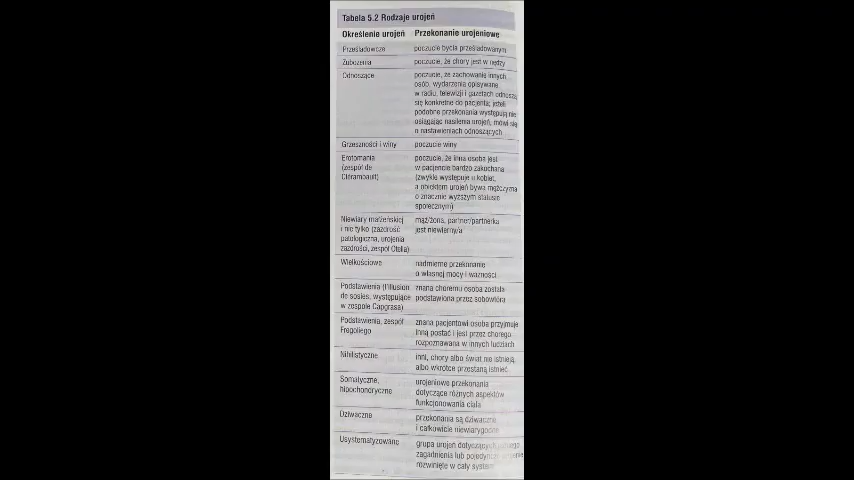 Tabela 5.2 Rodzaje urojeń
Określenie urojeń Przekonanie urojeniowe
Prześladowcze poczucie bycia prześladowanym
Zubożenia poczucie, że chory jest w nędzy
Odnoszące poczucie, że zachowanie innych
osób, wydarzenia opisywane
w radiu, telewizji i gazetach odnoszą
się konkretnie do pacjenta; jeżeli
podobne przekonania występują nie
osiągając nasilenia urojeń, mówi się
o nastawieniach odnoszących
Grzeszności i winy poczucie winy
Erotomania poczucie, że inna osoba jest
(zespół de w pacjencie bardzo zakochana
Clérambault) (zwykle występuje u kobiet,
a obiektem urojeń bywa mężczyzna
o znacznie wyższym statusie
społecznym)
Niewiary małżeńskiej mąż/żona, partner/partnerka
i nie tylko (zazdrość jest niewierny/a
patologiczna, urojenia
zazdrości, zespół Otella)
Wielkościowe nadmierne przekonanie
o własnej mocy i ważności
Podstawienia (l'illusion znana choremu osoba została
de sosies, występujące podstawiona przez sobowtóra
w zespole Capgrasa)
Podstawienia, zespół znana pacjentowi osoba przyjmuje
Fregoliego inną postać i jest przez chorego
rozpoznawana w innych ludziach
Nihilistyczne inni, chory albo świat nie istnieją
albo wkrótce przestaną istnieć
Somatyczne, urojeniowe przekonania
hipochondryczne dotyczące różnych aspektów
funkcjonowania ciała
Dziwaczne przekonania są dziwaczne
i całkowicie niewiarygodne
Usystematyzowane grupa urojeń dotyczących
zagadnienia lub
rozwinięte w cały system